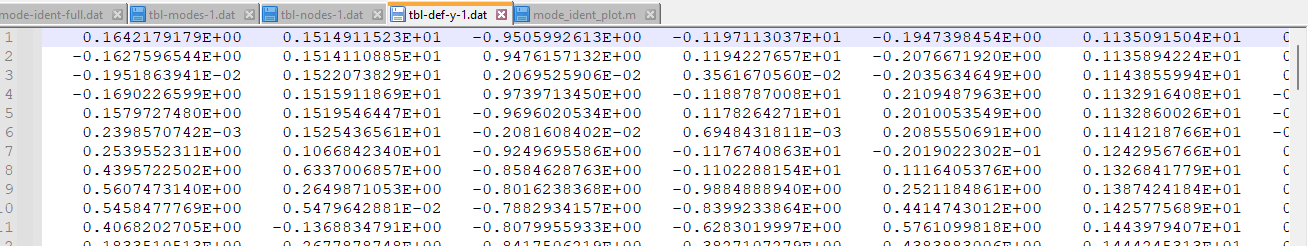 mode-ident-full.dat tbl-modes-1.dat tbl-nodes-1.dat tbl-def-y-1.dat mode_ident_plot.m
1 0.1642179179E+00 0.1514911523E+01 -0.9505992613E+00 -0.1197113037E+01 -0.1947398454E+00 0.1135091504E+01
2 -0.1627596544E+00 0.1514110885E+01 0.9476157132E+00 0.1194227657E+01 -0.2076671920E+00 0.1135894224E+01
3 -0.1951863941E-02 0.1522073829E+01 0.2069525906E-02 0.3561670560E-02 -0.2035634649E+00 0.1143855994E+01
4 -0.1690226599E+00 0.1515911869E+01 0.9739713450E+00 -0.1188787008E+01 0.2109487963E+00 0.1132916408E+01 -0
5 0.1579727480E+00 0.1519546447E+01 -0.9696020534E+00 0.1178264271E+01 0.2010053549E+00 0.1132860026E+01 -0
6 0.2398570742E-03 0.1525436561E+01 -0.2081608402E-02 0.6948431811E-03 0.2085550691E+00 0.1141218766E+01 -0
7 0.2539552311E+00 0.1066842340E+01 -0.9249695586E+00 -0.1176740863E+01 -0.2019022302E-01 0.1242956766E+01
8 0.4395722502E+00 0.6337006857E+00 -0.8584628763E+00 -0.1102288154E+01 0.1116405376E+00 0.1326841779E+01
9 0.5607473140E+00 0.2649871053E+00 -0.8016238368E+00 -0.9884888940E+00 0.2521184861E+00 0.1387424184E+01
10 0.5458477769E+00 0.5479642881E-02 -0.7882934157E+00 -0.8399233864E+00 0.4414743012E+00 0.1425775689E+01
11 0.4068202705E+00 -0.1368834791E+00 -0.8079955933E+00 -0.6283019997E+00 0.5761099818E+00 0.1443979407E+01